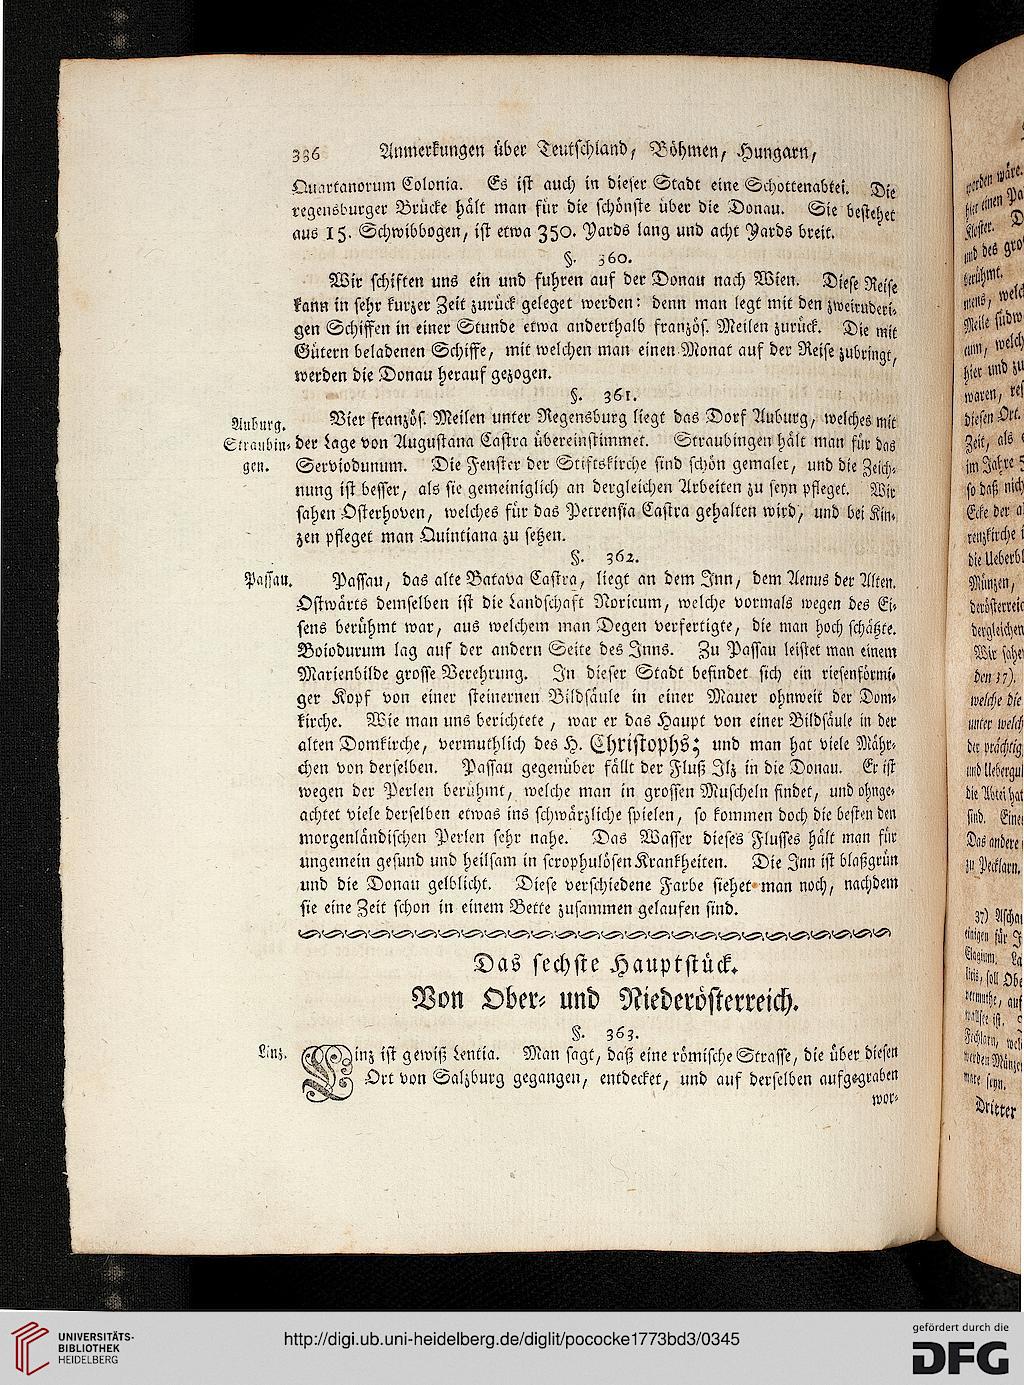 336 Anmerkungen über Teutschland, Böhmen, Hungarn,
Quartanorum Colonia. Es ist auch in dieser Stadt eine Schottenabtei. Die
regensburger Brücke hält man für die schönste über die Donau. Sie bestehet
aus 15. Schwibbogen, ist etwa 350. Yards lang und acht Yards breit.
§. 360.
Wir schiften uns ein und fuhren auf der Donau nach Wien. Diese Reise
kann in sehr kurzer Zeit zurück geleget werden: denn man legt mit den zweiruderi-
gen Schiffen in einer Stunde etwa anderthalb französ. Meilen zurück. Die mit
Gütern beladenen Schiffe, mit welchen man einen Monat auf der Reise zubringt,
werden die Donau herauf gezogen.
§. 361.
Auburg.
Straubin-
gen.
Vier französ. Meilen unter Regensburg liegt das Dorf Auburg, welches mit
der Lage von Augustana Castra übereinstimmet. Straubingen hält man für das
Serviodunum. Die Fenster der Stiftskirche sind schön gemalet, und die Zeich-
nung ist besser, als sie gemeiniglich an dergleichen Arbeiten zu seyn pfleget. Wir
sahen Osterhoven, welches für das Petrensia Castra gehalten wird, und bei Kin-
zen pfleget man Quintiana zu setzen.
§. 362.
Passau.
Passau, das alte Batava Castra, liegt an dem Inn, dem Aenus der Alten.
Ostwärts demselben ist die Landschaft Noricum, welche vormals wegen des Ei-
sens berühmt war, aus welchem man Degen verfertigte, die man hoch schätzte.
Boiodurum lag auf der andern Seite des Inns. Zu Passau leistet man einem
Marienbilde grosse Verehrung. In dieser Stadt befindet sich ein riesenförmi-
ger Kopf von einer steinernen Bildsäule in einer Mauer ohnweit der Dom-
kirche. Wie man uns berichtete, war er das Haupt von einer Bildsäule in der
alten Domkirche, vermuthlich des H. Christophs; und man hat viele Mähr-
chen von derselben. Passau gegenüber fällt der Fluß Ilz in die Donau. Er ist
wegen der Perlen berühmt, welche man in grossen Muscheln findet, und ohnge-
achtet viele derselben etwas ins schwärzliche spielen, so kommen doch die besten den
morgenländischen Perlen sehr nahe. Das Wasser dieses Flusses hält man für
ungemein gesund und heilsam in scrophulösen Krankheiten. Die Inn ist blaßgrün
und die Donau gelblicht. Diese verschiedene Farbe siehet man noch, nachdem
sie eine Zeit schon in einem Bette zusammen gelaufen sind.
Das sechste Hauptstück.
Von Ober- und Niederösterreich.
§. 363.
Linz.
Linz ist gewiß Lentia. Man sagt, daß eine römische Strasse, die über diesen
Ort von Salzburg gegangen, entdecket, und auf derselben aufgegraben
wor-
UNIVERSITÄTS-
BIBLIOTHEK
HEIDELBERG
http://digi.ub.uni-heidelberg.de/diglit/pococke1773bd3/0345
gefördert durch die
DFG